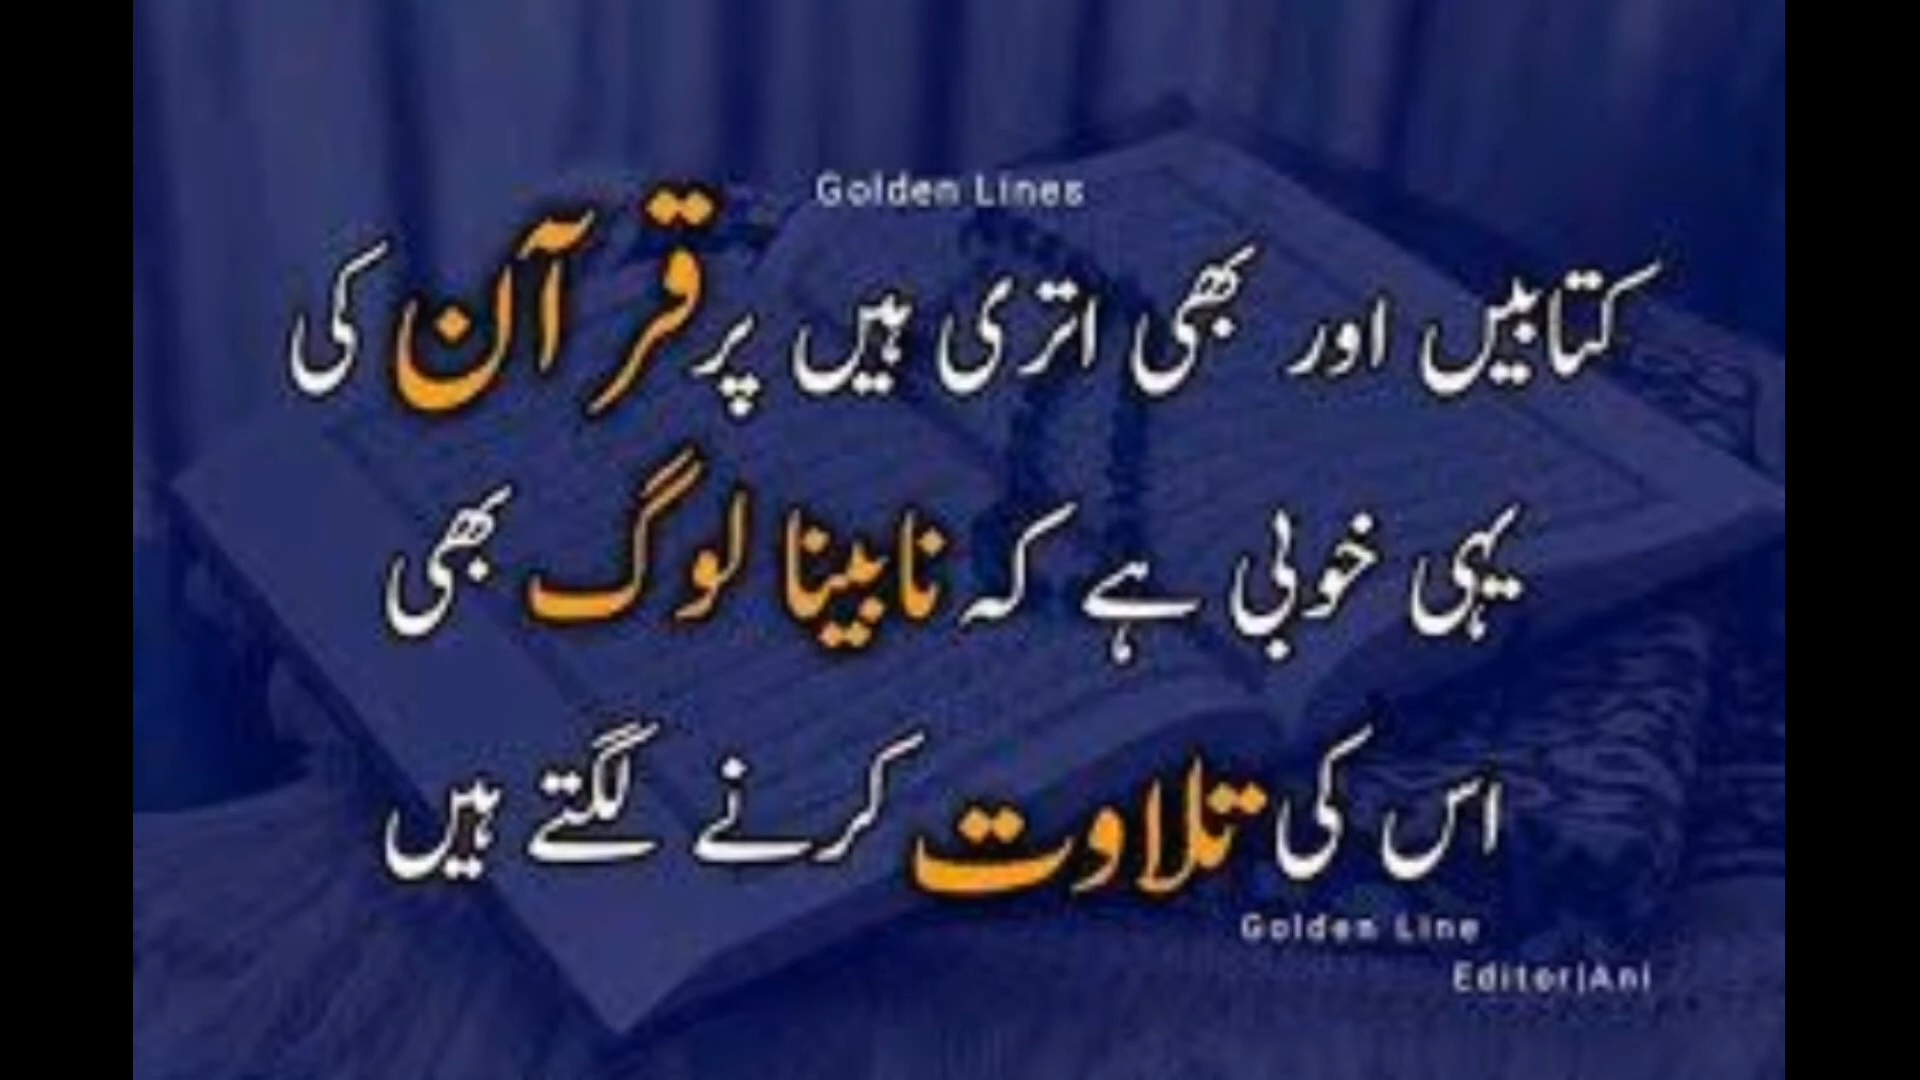 Golden Lines
کتابیں اور بھی اتری ہیں پر قرآن کی
یہی خوبی ہے کہ نابینا لوگ بھی
اس کی تلاوت کرنے لگتے ہیں
Golden Line
Editor|Ani